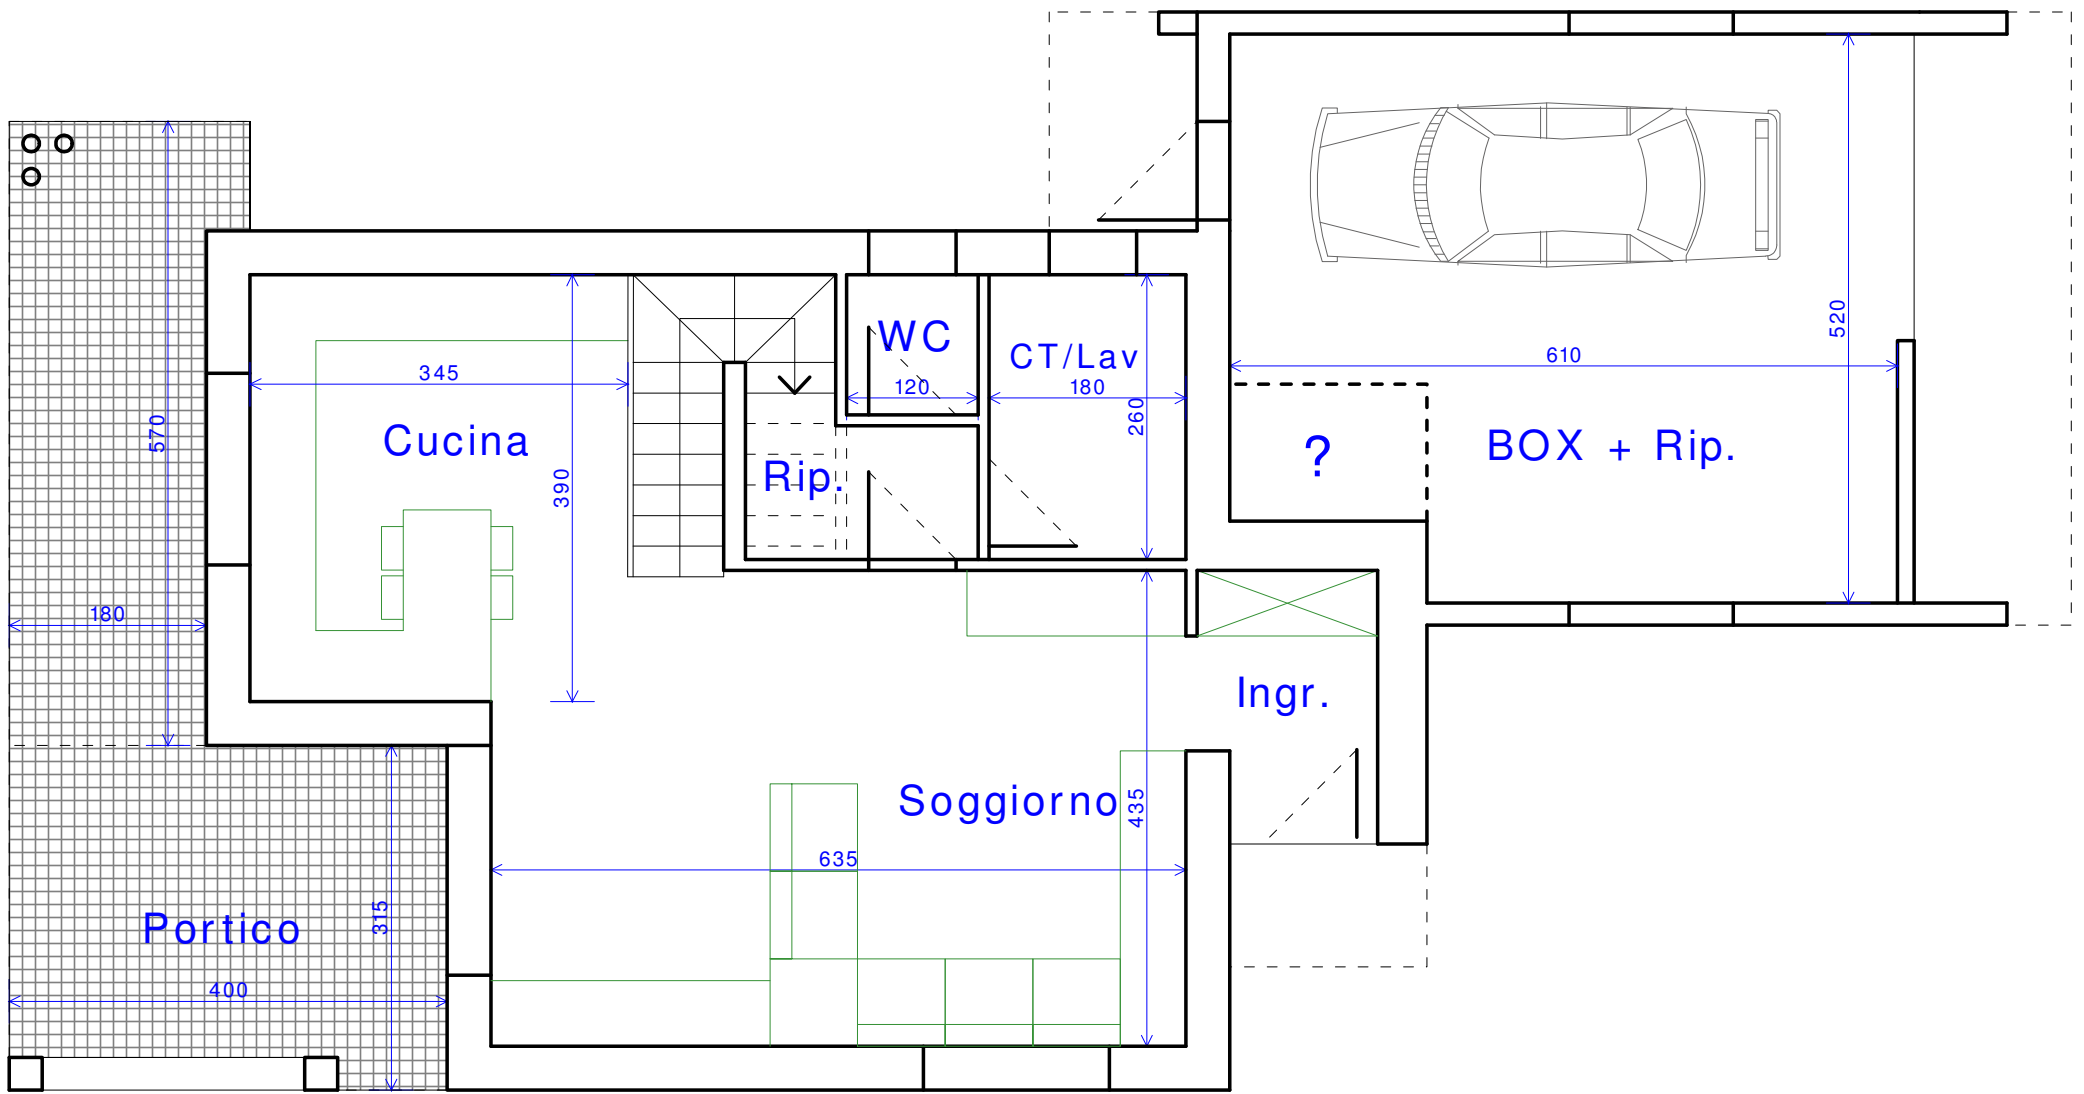 WC
CT/Lav
520
610
345
120
180
260
570
Cucina
?
BOX + Rip.
390
Rip.
180
Ingr.
Soggiorno
435
635
Portico
315
400